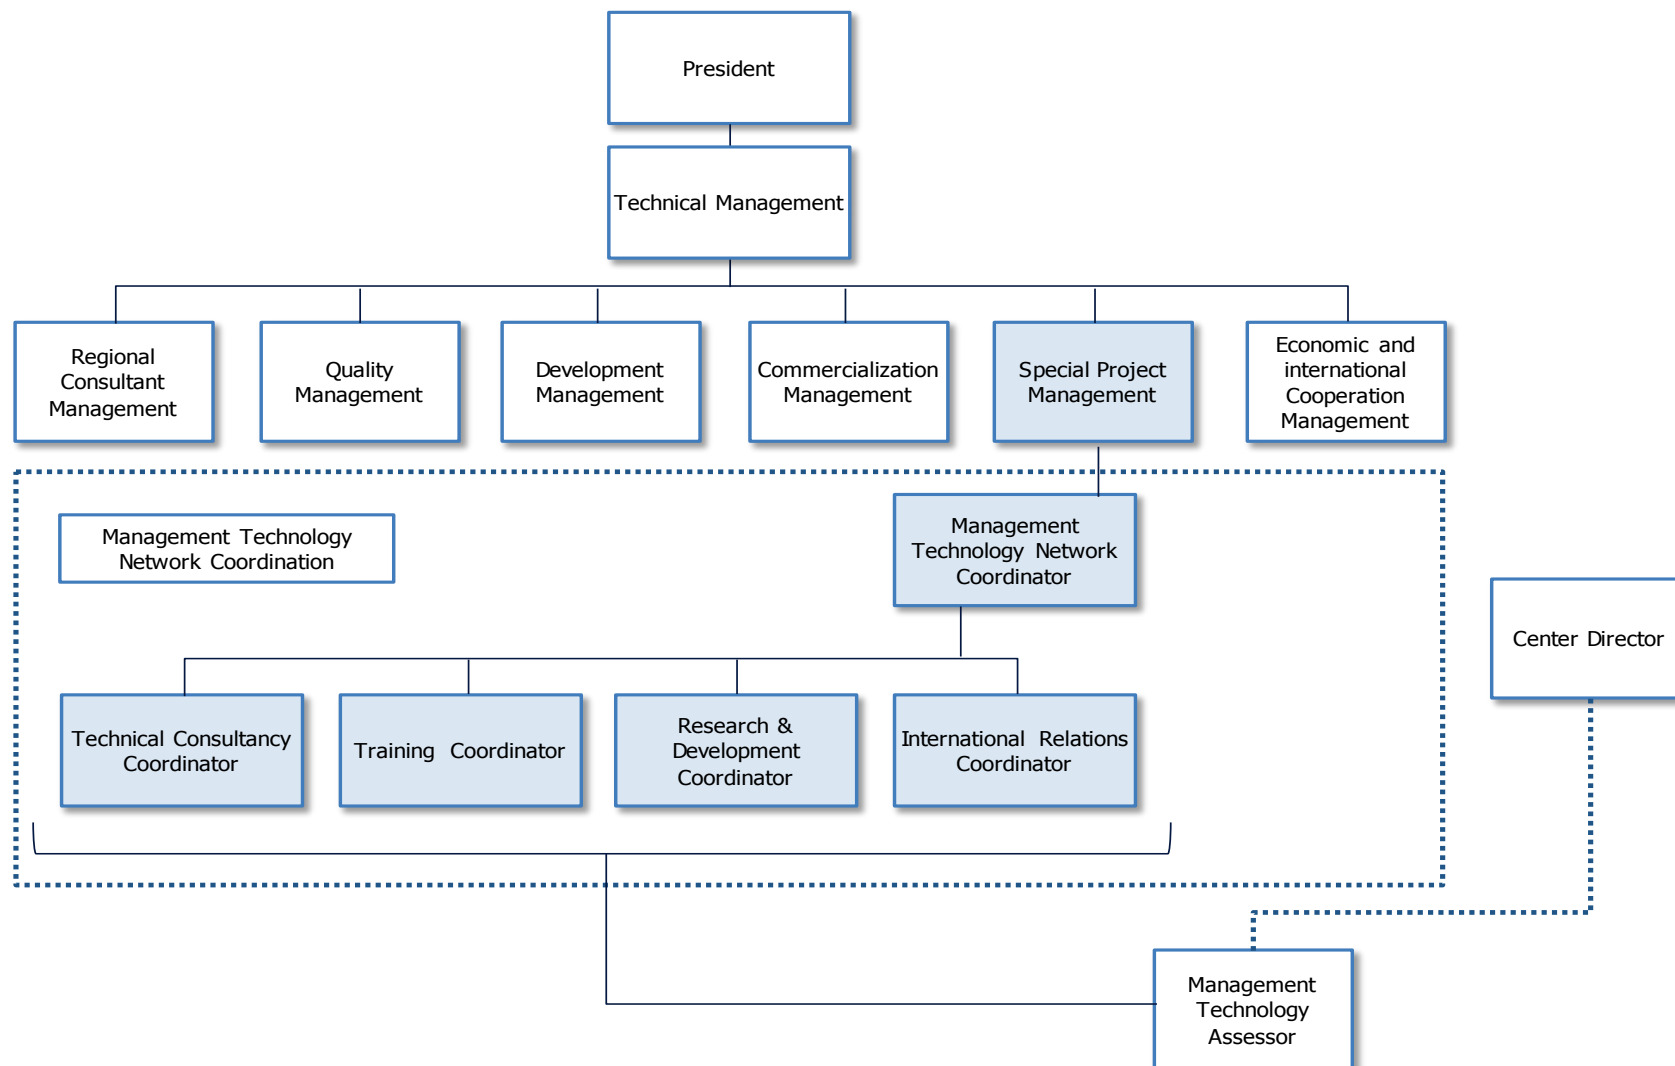 President
Technical Management
Regional
Consultant
Management
Quality
Management
Development
Management
Commercialization
Management
Special Project
Management
Economic and
international
Cooperation
Management
Management Technology
Network Coordination
Management
Technology Network
Coordinator
Center Director
Technical Consultancy
Coordinator
Training Coordinator
Research &
Development
Coordinator
International Relations
Coordinator
Management
Technology
Assessor